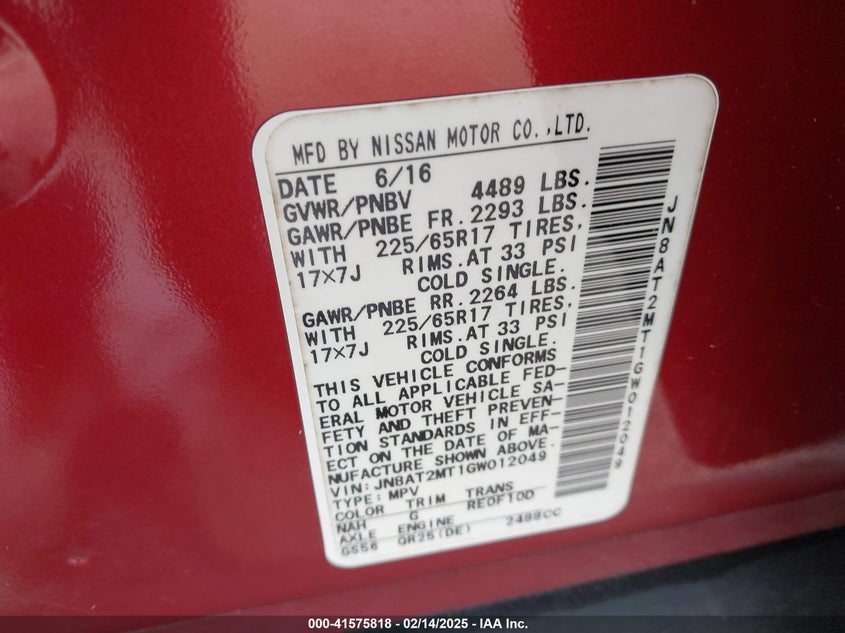 MFD BY NISSAN MOTOR CO.,LTD.
DATE 6/16
GVWR/PNBV 4489 LBS.
GAWR/PNBE FR. 2293 LBS.
WITH 225/65R17 TIRES,
17×7J RIMS.AT 33 PSI
COLD SINGLE.
GAWR/PNBE RR. 2264 LBS.
WITH 225/65R17 TIRES,
17×7J RIMS.AT 33 PSI
COLD SINGLE.
THIS VEHICLE CONFORMS
TO ALL APPLICABLE FED-
ERAL MOTOR VEHICLE SA-
FETY AND THEFT PREVEN-
TION STANDARDS IN EFF-
ECT ON THE DATE OF MA-
NUFACTURE SHOWN ABOVE.
VIN: JN8AT2MT1GW012049
TYPE: MPV
COLOR TRIM TRANS
NAH G RE0F10D
AXLE ENGINE
GS56 QR25(DE) 2488CC
JN8AT2MT1GW012049
000-41575818 - 02/14/2025 - IAA Inc.